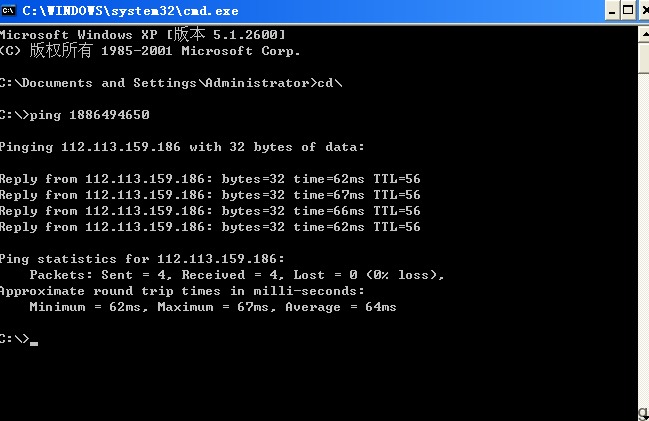 C:\WINDOWS\system32\cmd.exe
Microsoft Windows XP [版本 5.1.2600]
(C) 版权所有 1985-2001 Microsoft Corp.
C:\Documents and Settings\Administrator>cd\
C:\>ping 1886494650
Pinging 112.113.159.186 with 32 bytes of data:
Reply from 112.113.159.186: bytes=32 time=62ms TTL=56
Reply from 112.113.159.186: bytes=32 time=67ms TTL=56
Reply from 112.113.159.186: bytes=32 time=66ms TTL=56
Reply from 112.113.159.186: bytes=32 time=62ms TTL=56
Ping statistics for 112.113.159.186:
Packets: Sent = 4, Received = 4, Lost = 0 (0% loss),
Approximate round trip times in milli-seconds:
Minimum = 62ms, Maximum = 67ms, Average = 64ms
C:\>_